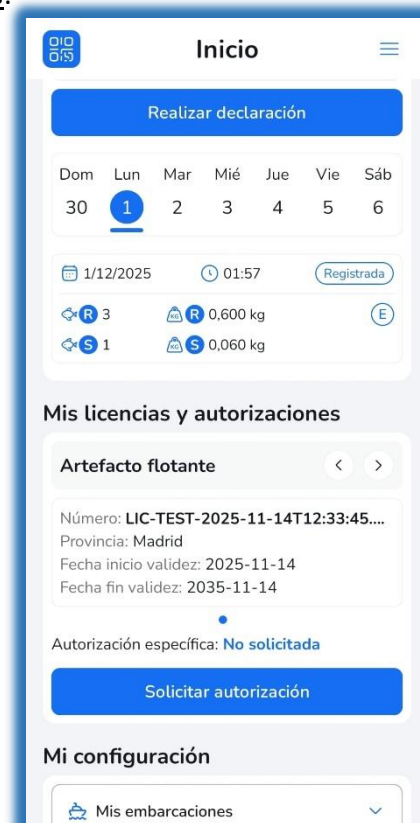 Inicio
Realizar declaración
Dom Lun Mar Mié Jue Vie Sáb
30 1 2 3 4 5 6
1/12/2025 01:57 Registrada
R 3 KG R 0,600 kg E
S 1 KG S 0,060 kg
Mis licencias y autorizaciones
Artefacto flotante
Número: LIC-TEST-2025-11-14T12:33:45....
Provincia: Madrid
Fecha inicio validez: 2025-11-14
Fecha fin validez: 2035-11-14
Autorización específica: No solicitada
Solicitar autorización
Mi configuración
Mis embarcaciones